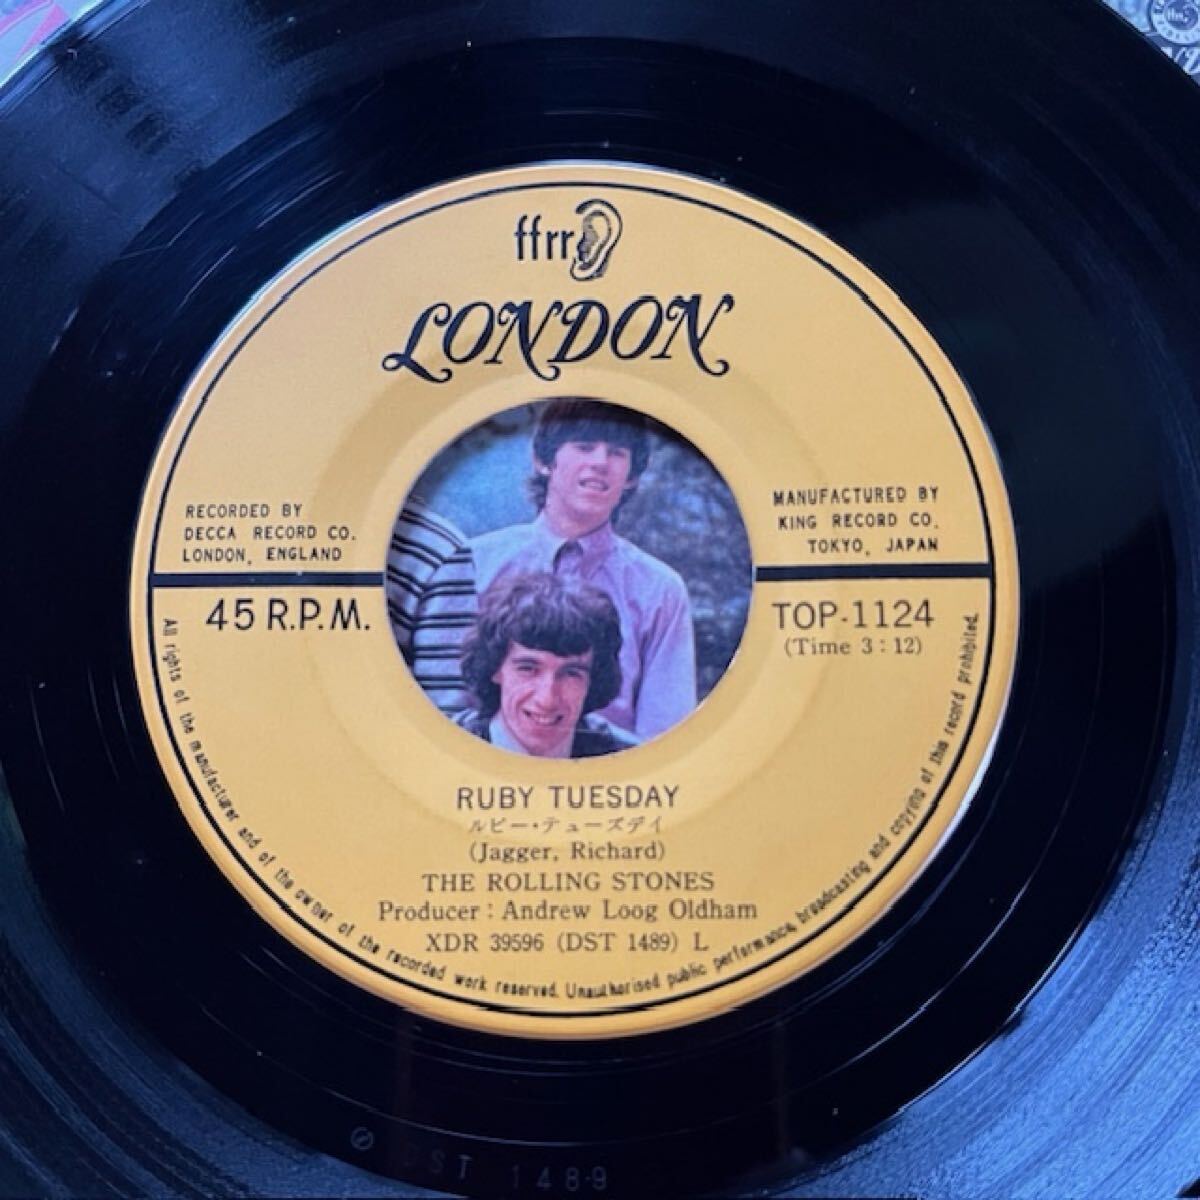 ffrr
LONDON
RECORDED BY
DECCA RECORD CO.
LONDON, ENGLAND
MANUFACTURED BY
KING RECORD CO.
TOKYO, JAPAN
45 R.P.M.
TOP-1124
(Time 3:12)
RUBY TUESDAY
ルビー・テューズデイ
(Jagger, Richard)
THE ROLLING STONES
Producer: Andrew Loog Oldham
XDR 39596 (DST 1489) L
All rights of the manufacturer and of the owner of the recorded work reserved. Unauthorised public performance, broadcasting and copying of this record prohibited.
DST 1489